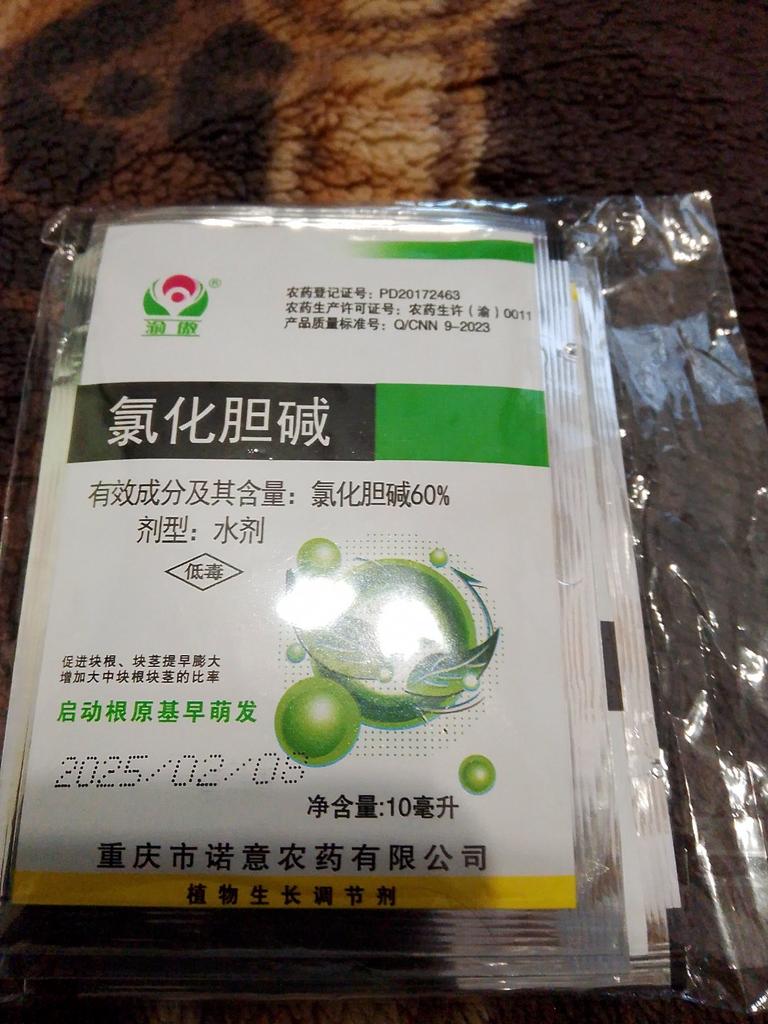 渝傲
®
农药登记证号：PD20172463
农药生产许可证号：农药生许（渝）0011
产品质量标准号：Q/CNN 9-2023
氯化胆碱
有效成分及其含量：氯化胆碱60%
剂型：水剂
低毒
促进块根、块茎提早膨大
增加大中块根块茎的比率
启动根原基早萌发
2025/02/08
净含量:10毫升
重庆市诺意农药有限公司
植物生长调节剂